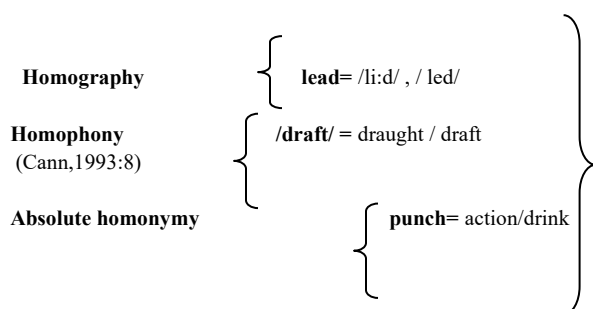 Homography lead= /li:d/ , / led/
Homophony /draft/ = draught / draft
(Cann,1993:8)
Absolute homonymy punch= action/drink